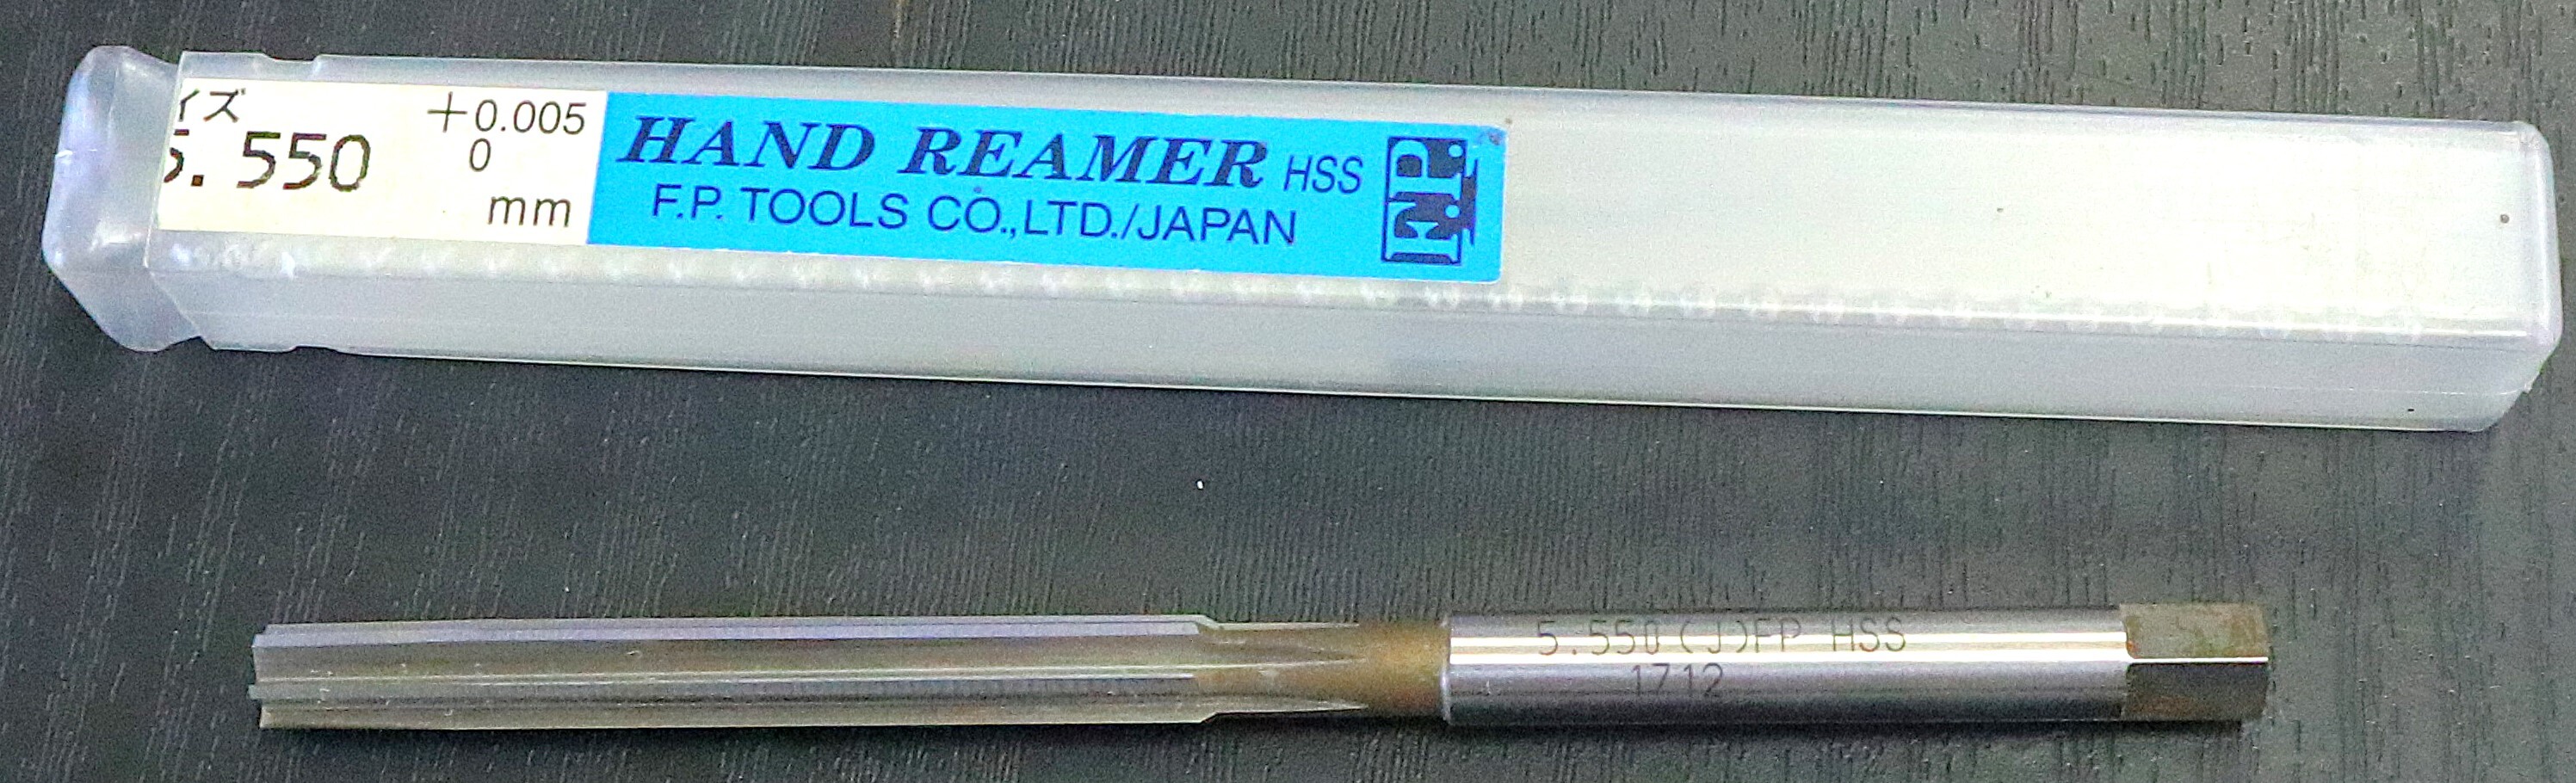 イズ
+0.005
5.550
0
mm
HAND REAMER HSS
F.P. TOOLS CO.,LTD./JAPAN
F.P.
5.550(J)FP HSS
1712